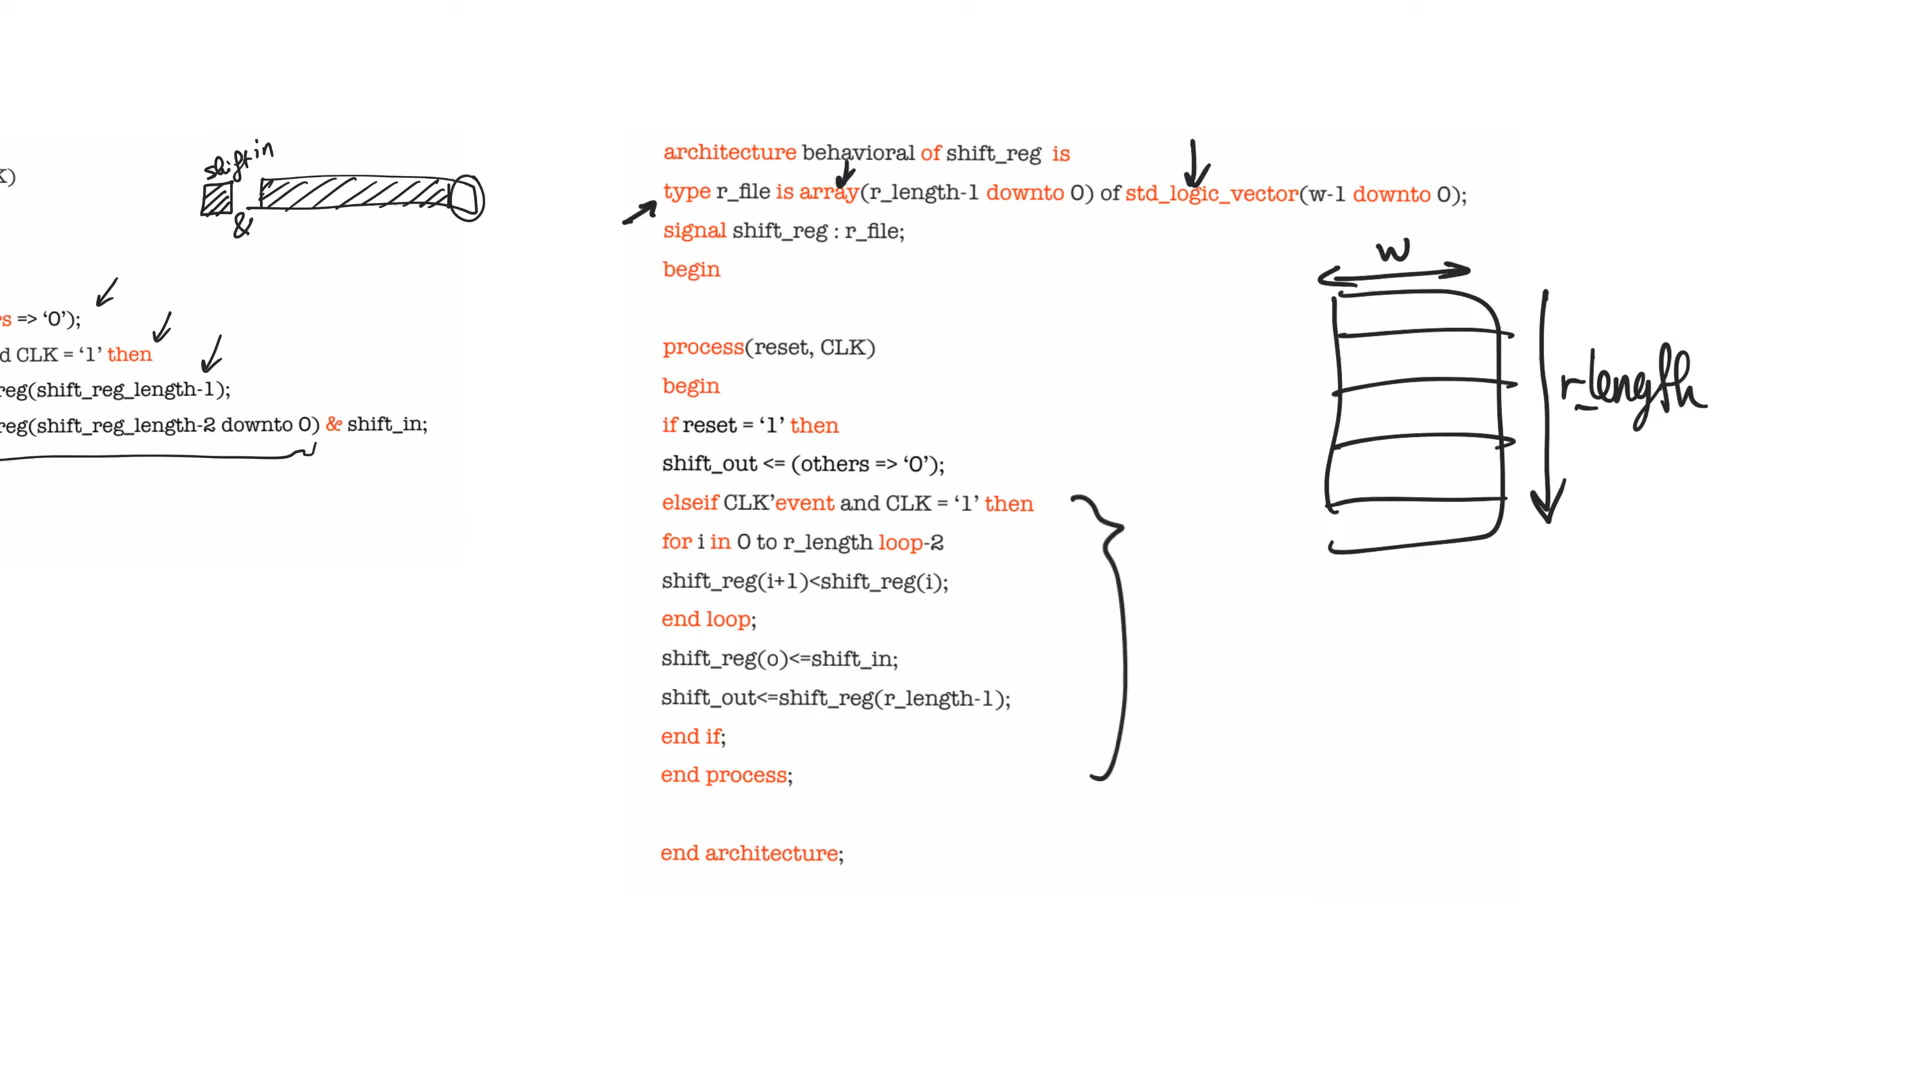 shift in
K)
&
s => ‘0’);
d CLK = ‘1’ then
reg(shift_reg_length-1);
reg(shift_reg_length-2 downto 0) & shift_in;
architecture behavioral of shift_reg is
type r_file is array(r_length-1 downto 0) of std_logic_vector(w-1 downto 0);
signal shift_reg : r_file;
begin
process(reset, CLK)
begin
if reset = ‘1’ then
shift_out <= (others => ‘0’);
elseif CLK’event and CLK = ‘1’ then
for i in 0 to r_length loop-2
shift_reg(i+1)<shift_reg(i);
end loop;
shift_reg(o)<=shift_in;
shift_out<=shift_reg(r_length-1);
end if;
end process;
end architecture;
w
r_length